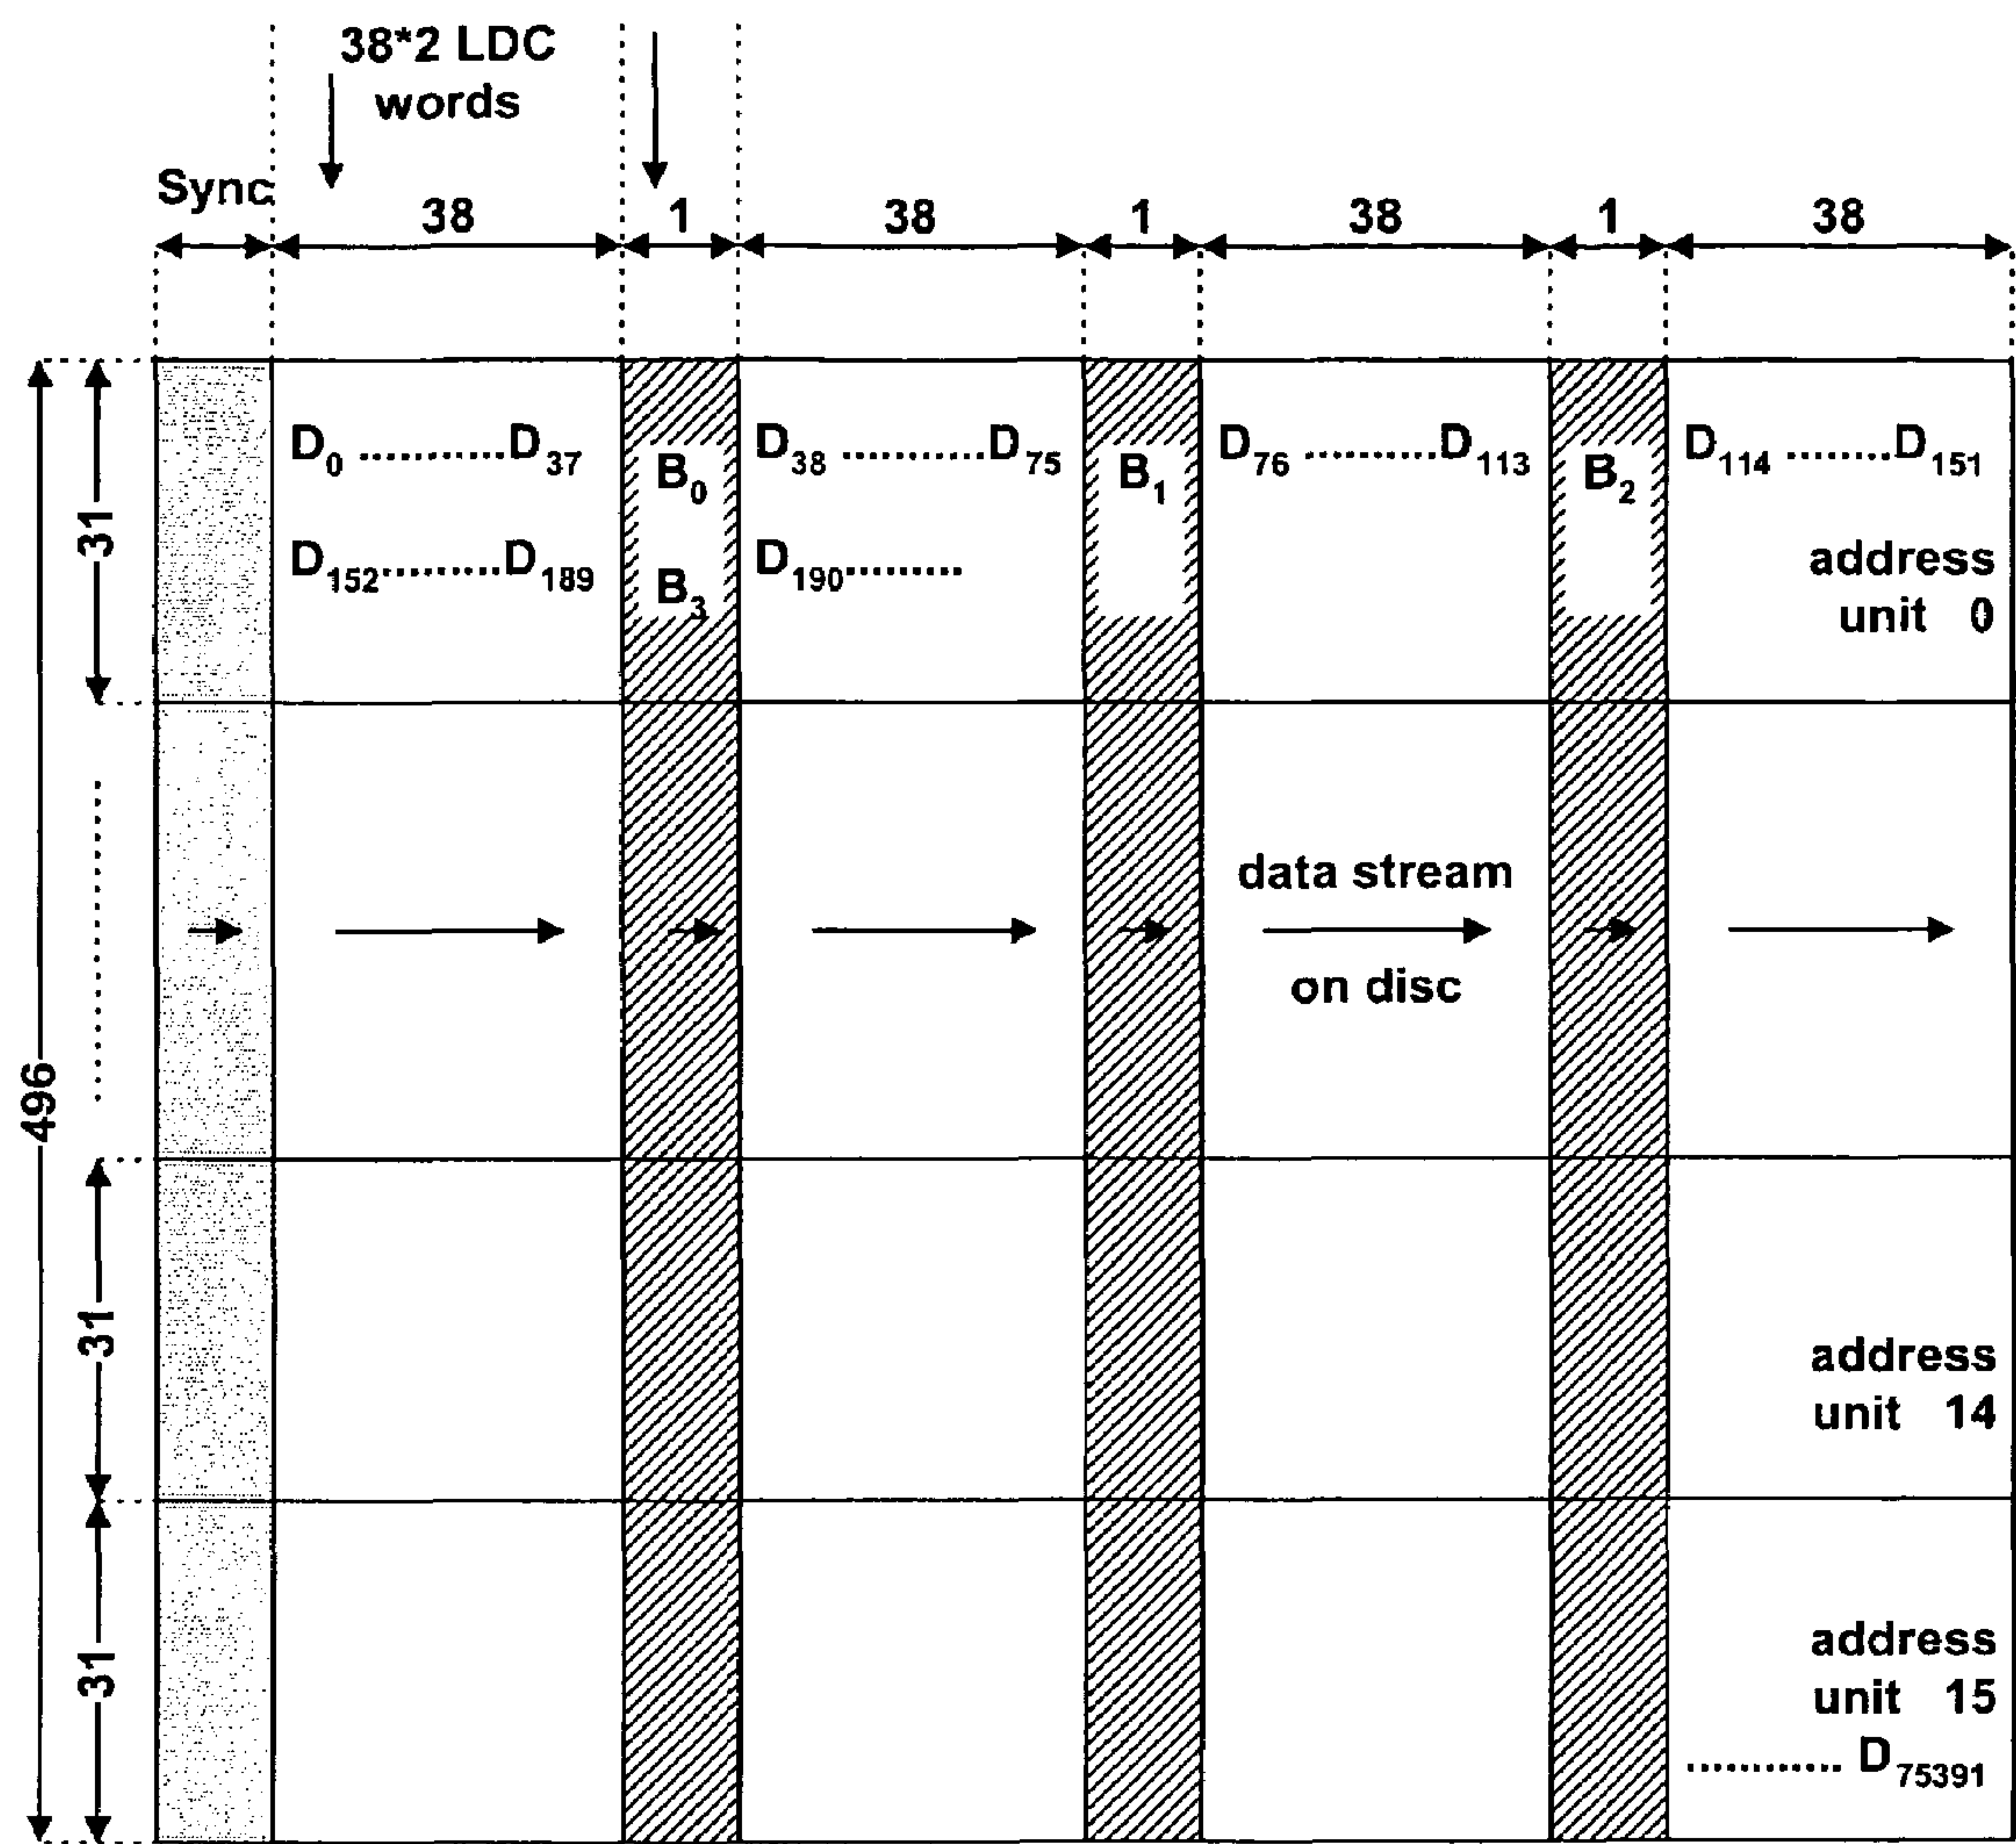 38*2 LDC
words
Sync 38 1 38 1 38 1 38
D0 ...........D37 B0 D38 ...........D75 B1 D76 ..........D113 B2 D114 ........D151
31
D152..........D189 B3 D190.........
address
unit 0
data stream
on disc
496
31
address
unit 14
31
address
unit 15
............ D75391